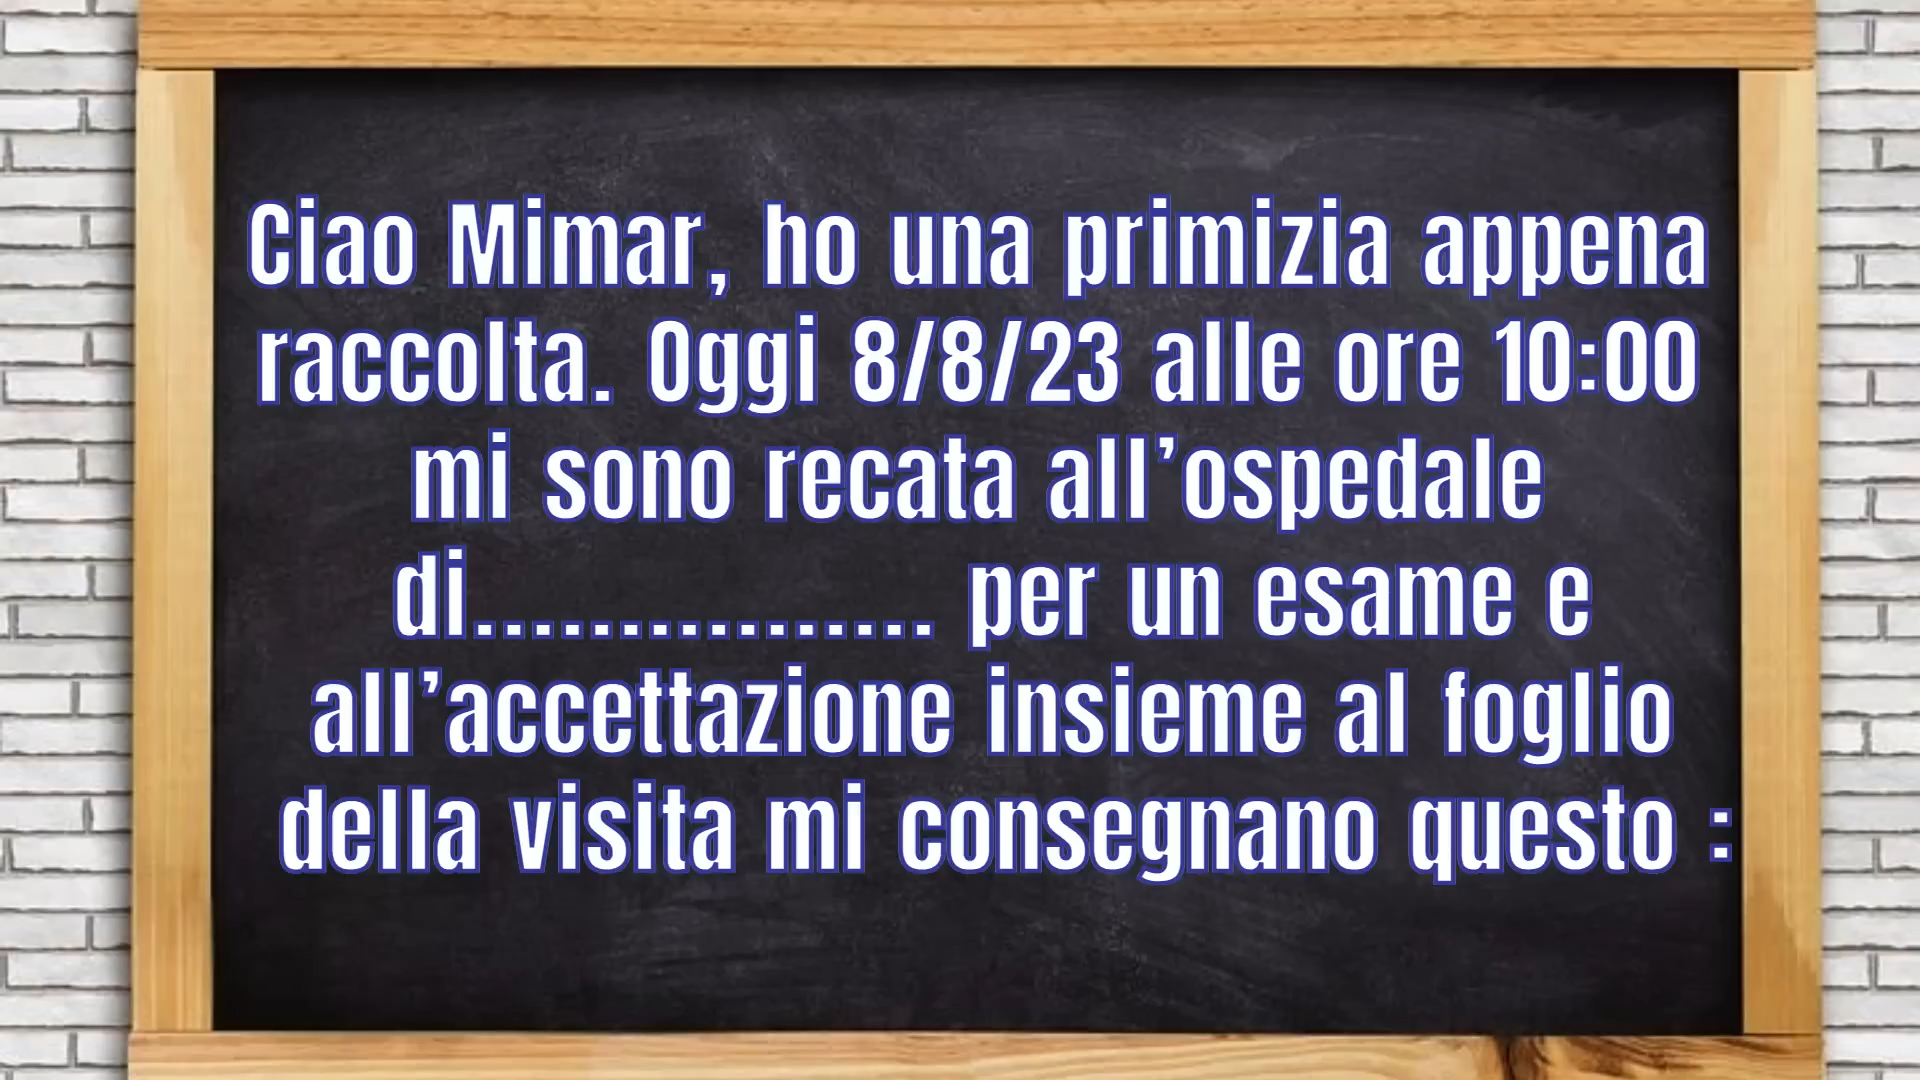 Ciao Mimar, ho una primizia appena
raccolta. Oggi 8/8/23 alle ore 10:00
mi sono recata all’ospedale
di................ per un esame e
all’accettazione insieme al foglio
della visita mi consegnano questo :